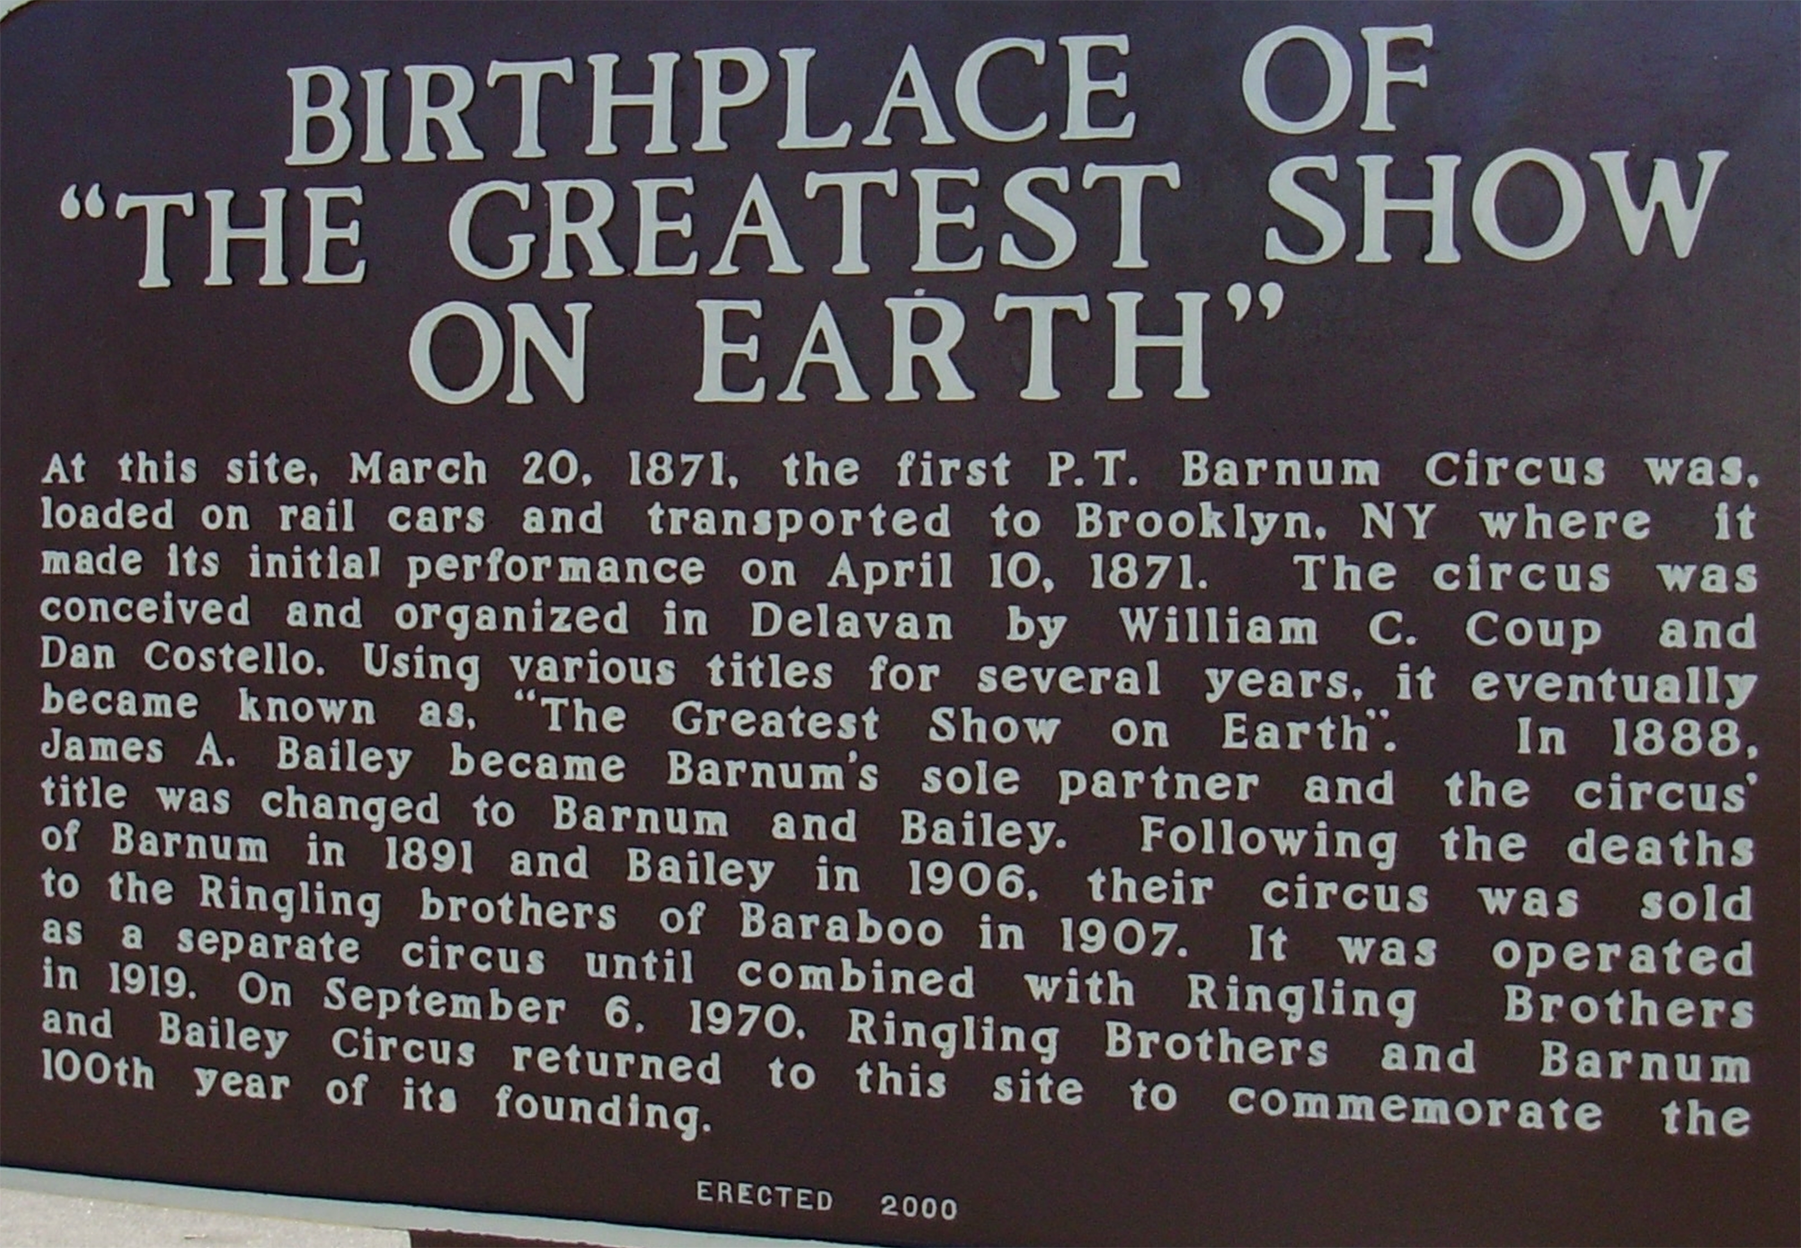 BIRTHPLACE OF
“THE GREATEST SHOW
ON EARTH”
At this site, March 20, 1871, the first P.T. Barnum Circus was,
loaded on rail cars and transported to Brooklyn, NY where it
made its initial performance on April 10, 1871. The circus was
conceived and organized in Delavan by William C. Coup and
Dan Costello. Using various titles for several years, it eventually
became known as, “The Greatest Show on Earth”. In 1888,
James A. Bailey became Barnum's sole partner and the circus'
title was changed to Barnum and Bailey. Following the deaths
of Barnum in 1891 and Bailey in 1906, their circus was sold
to the Ringling brothers of Baraboo in 1907. It was operated
as a separate circus until combined with Ringling Brothers
in 1919. On September 6, 1970, Ringling Brothers and Barnum
and Bailey Circus returned to this site to commemorate the
100th year of its founding.
ERECTED 2000